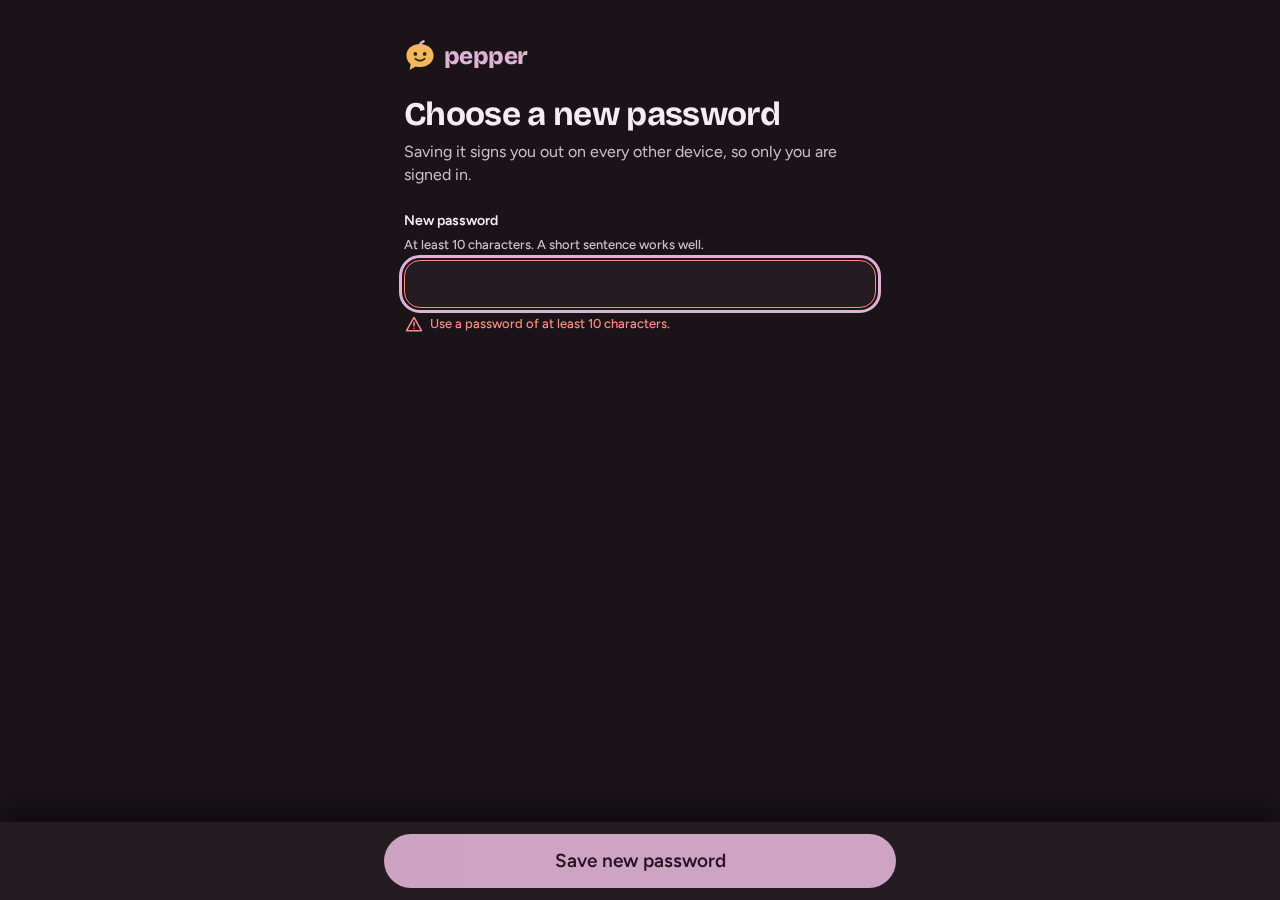 pepper
Choose a new password
Saving it signs you out on every other device, so only you are
signed in.
New password
At least 10 characters. A short sentence works well.
Use a password of at least 10 characters.
Save new password